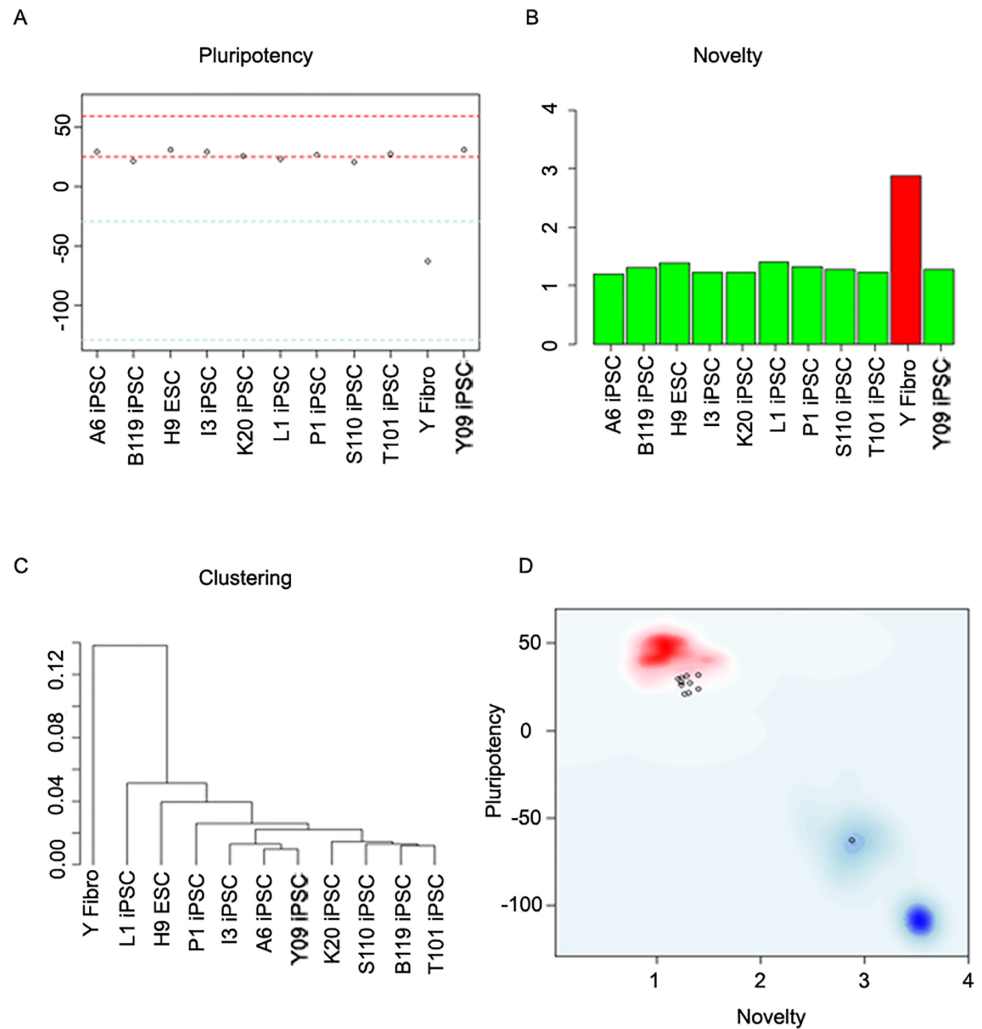 A
Pluripotency
50
0
-50
-100
A6 iPSC
B119 iPSC
H9 ESC
I3 iPSC
K20 iPSC
L1 iPSC
P1 iPSC
S110 iPSC
T101 iPSC
Y Fibro
Y09 iPSC
B
Novelty
4
3
2
1
0
A6 iPSC
B119 iPSC
H9 ESC
I3 iPSC
K20 iPSC
L1 iPSC
P1 iPSC
S110 iPSC
T101 iPSC
Y Fibro
Y09 iPSC
C
Clustering
0.12
0.08
0.04
0.00
Y Fibro
L1 iPSC
H9 ESC
P1 iPSC
I3 iPSC
A6 iPSC
Y09 iPSC
K20 iPSC
S110 iPSC
B119 iPSC
T101 iPSC
D
Pluripotency
50
0
-50
-100
1 2 3 4
Novelty